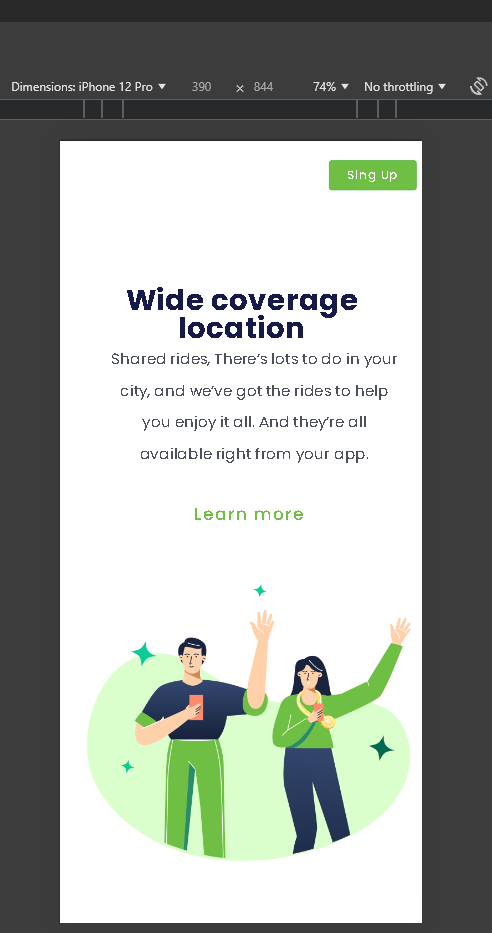 Dimensions: iPhone 12 Pro 390 × 844 74% No throttling
Sing Up
Wide coverage
location
Shared rides, There's lots to do in your
city, and we've got the rides to help
you enjoy it all. And they're all
available right from your app.
Learn more